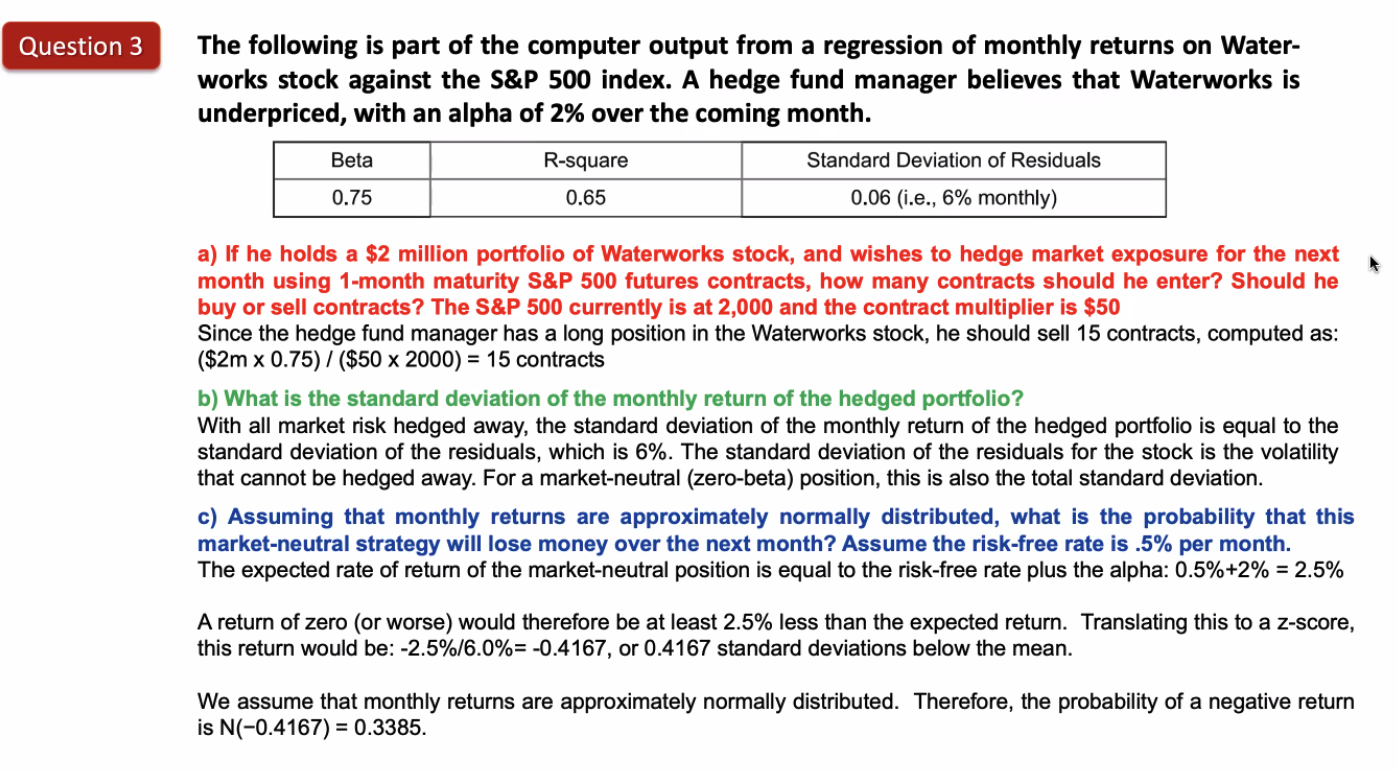 Question 3
The following is part of the computer output from a regression of monthly returns on Water-
works stock against the S&P 500 index. A hedge fund manager believes that Waterworks is
underpriced, with an alpha of 2% over the coming month.
Beta R-square Standard Deviation of Residuals
0.75 0.65 0.06 (i.e., 6% monthly)
a) If he holds a $2 million portfolio of Waterworks stock, and wishes to hedge market exposure for the next
month using 1-month maturity S&P 500 futures contracts, how many contracts should he enter? Should he
buy or sell contracts? The S&P 500 currently is at 2,000 and the contract multiplier is $50
Since the hedge fund manager has a long position in the Waterworks stock, he should sell 15 contracts, computed as:
($2m x 0.75) / ($50 x 2000) = 15 contracts
b) What is the standard deviation of the monthly return of the hedged portfolio?
With all market risk hedged away, the standard deviation of the monthly return of the hedged portfolio is equal to the
standard deviation of the residuals, which is 6%. The standard deviation of the residuals for the stock is the volatility
that cannot be hedged away. For a market-neutral (zero-beta) position, this is also the total standard deviation.
c) Assuming that monthly returns are approximately normally distributed, what is the probability that this
market-neutral strategy will lose money over the next month? Assume the risk-free rate is .5% per month.
The expected rate of return of the market-neutral position is equal to the risk-free rate plus the alpha: 0.5%+2% = 2.5%
A return of zero (or worse) would therefore be at least 2.5% less than the expected return. Translating this to a z-score,
this return would be: -2.5%/6.0%= -0.4167, or 0.4167 standard deviations below the mean.
We assume that monthly returns are approximately normally distributed. Therefore, the probability of a negative return
is N(−0.4167) = 0.3385.